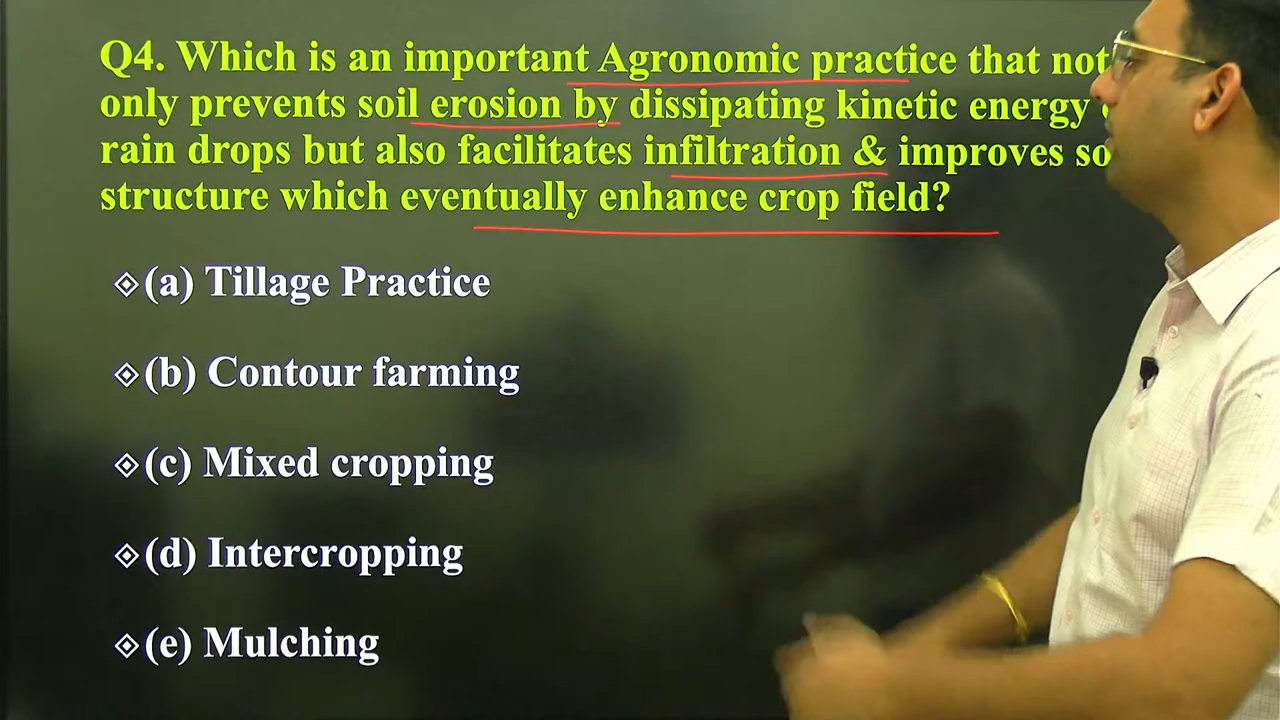 Q4. Which is an important Agronomic practice that not
only prevents soil erosion by dissipating kinetic energy
rain drops but also facilitates infiltration & improves so
structure which eventually enhance crop field?
(a) Tillage Practice
(b) Contour farming
(c) Mixed cropping
(d) Intercropping
(e) Mulching